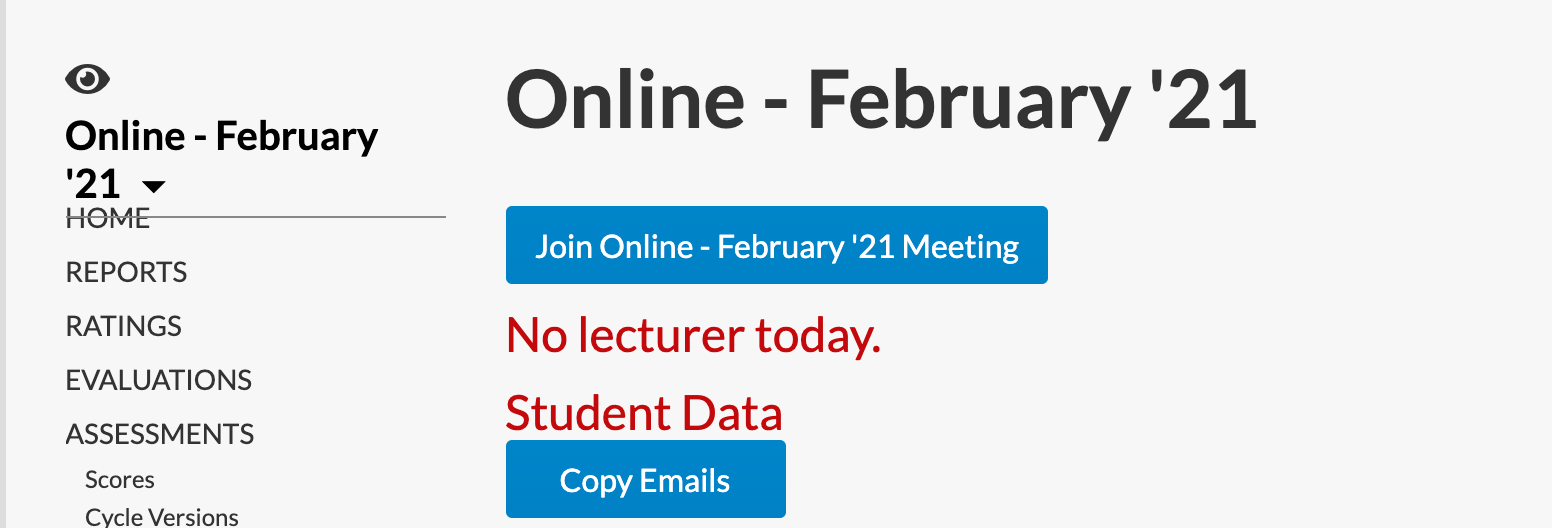 Online - February
'21
HOME
REPORTS
RATINGS
EVALUATIONS
ASSESSMENTS
Scores
Cycle Versions
Online - February '21
Join Online - February '21 Meeting
No lecturer today.
Student Data
Copy Emails